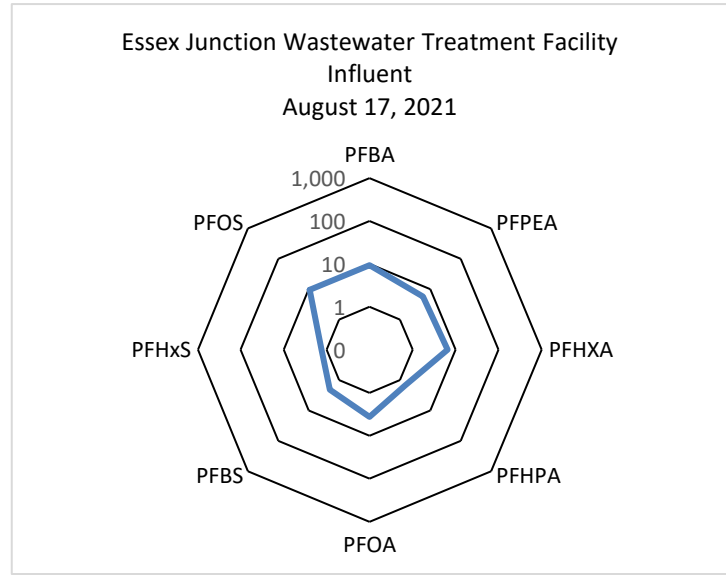 Essex Junction Wastewater Treatment Facility
Influent
August 17, 2021
PFBA
1,000
PFOS
100
PFPEA
10
1
PFHxS
0
PFHXA
PFBS
PFHPA
PFOA